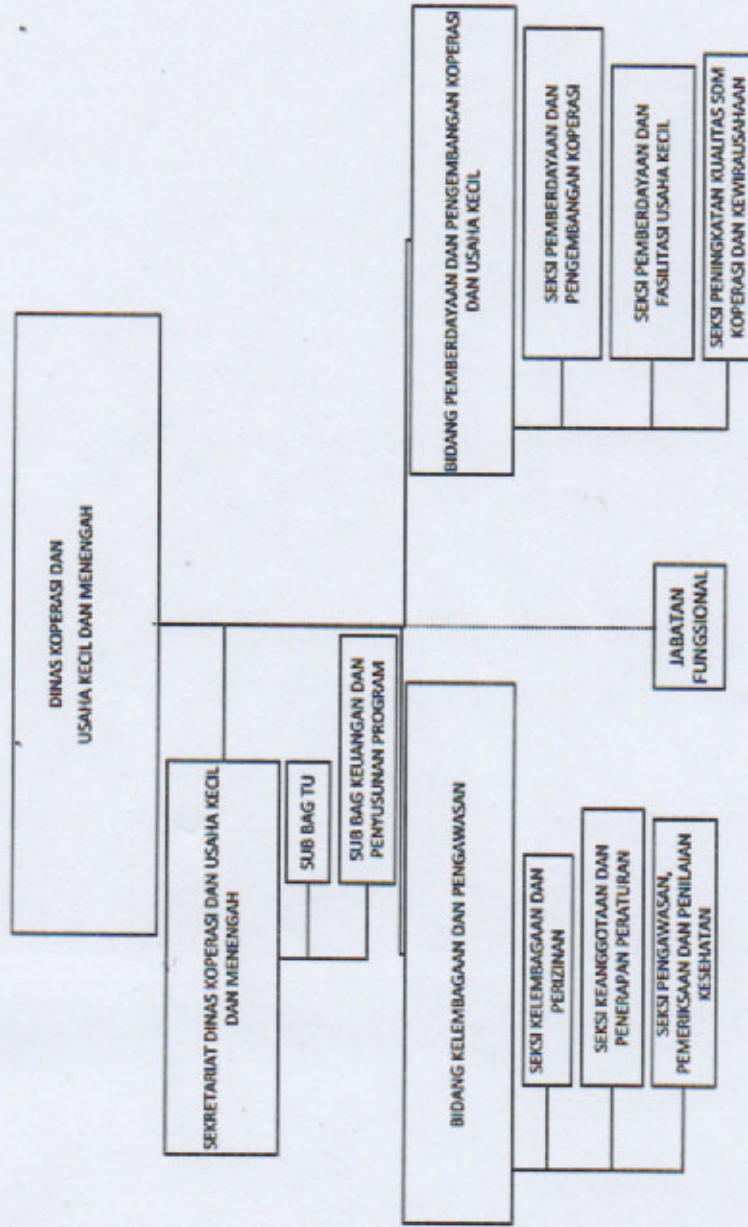 DINAS KOPERASI DAN
USAHA KECIL DAN MENENGAH
SEKRETARIAT DINAS KOPERASI DAN USAHA KECIL
DAN MENENGAH
SUB BAG TU
SUB BAG KEUANGAN DAN
PENYUSUNAN PROGRAM
BIDANG KELEMBAGAAN DAN PENGAWASAN
SEKSI KELEMBAGAAN DAN
PERIZINAN
SEKSI KEANGGOTAAN DAN
PENERAPAN PERATURAN
SEKSI PENGAWASAN,
PEMERIKSAAN DAN PENILAIAN
KESEHATAN
JABATAN
FUNGSIONAL
BIDANG PEMBERDAYAAN DAN PENGEMBANGAN KOPERASI
DAN USAHA KECIL
SEKSI PEMBERDAYAAN DAN
PENGEMBANGAN KOPERASI
SEKSI PEMBERDAYAAN DAN
FASILITASI USAHA KECIL
SEKSI PENINGKATAN KUALITAS SDM
KOPERASI DAN KEWIRAUSAHAAN